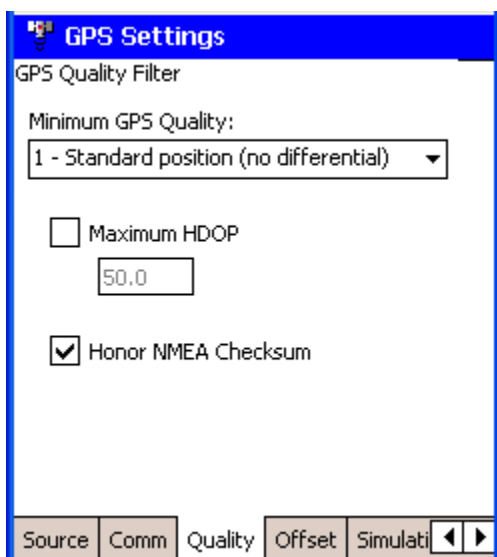 GPS Settings
GPS Quality Filter
Minimum GPS Quality:
1 - Standard position (no differential)
Maximum HDOP
50.0
Honor NMEA Checksum
Source Comm Quality Offset Simulati